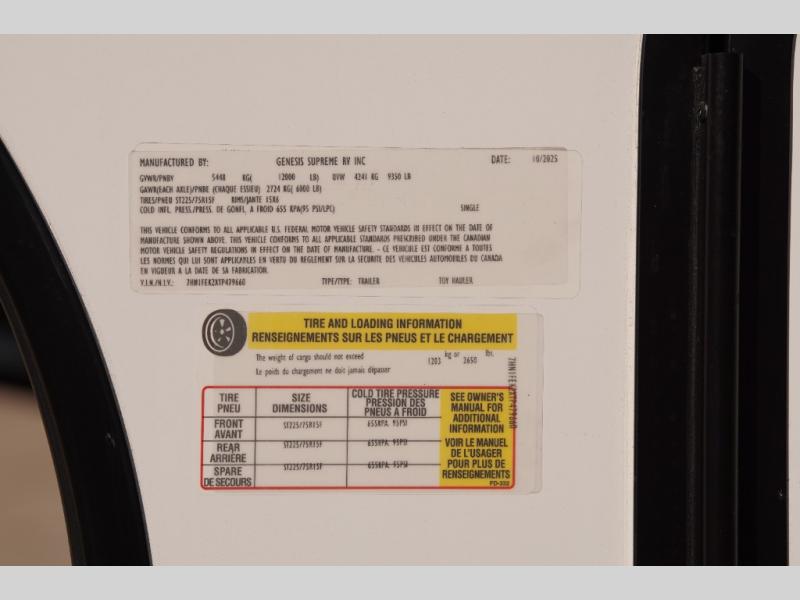 MANUFACTURED BY: GENESIS SUPREME RV INC DATE: 10/2025
GVWR/PNBV 5448 KG( 12000 LB) UVW 4241 KG 9350 LB
GAWR(EACH AXLE)/PNBE (CHAQUE ESSIEU) 2724 KG( 6000 LB)
TIRES/PNEU ST225/75R15F RIMS/JANTE 15X6
COLD INFL. PRESS./PRESS. DE GONFL. A FROID 655 KPA(95 PSI/LPC) SINGLE
THIS VEHICLE CONFORMS TO ALL APPLICABLE U.S. FEDERAL MOTOR VEHICLE SAFETY STANDARDS IN EFFECT ON THE DATE OF
MANUFACTURE SHOWN ABOVE. THIS VEHICLE CONFORMS TO ALL APPLICABLE STANDARDS PRESCRIBED UNDER THE CANADIAN
MOTOR VEHICLE SAFETY REGULATIONS IN EFFECT ON THE DATE OF MANUFACTURE. - CE VEHICULE EST CONFORME A TOUTES
LES NORMES QUI LUI SONT APPLICABLES EN VERTU DU REGLEMENT SUR LA SECURITE DES VEHICULES AUTOMOBILES DU CANADA
EN VIGUEUR A LA DATE DE SA FABRICATION.
V.I.N./N.I.V.: TYPE/TYPE: TRAILER TOY HAULER
TIRE AND LOADING INFORMATION
RENSEIGNEMENTS SUR LES PNEUS ET LE CHARGEMENT
The weight of cargo should not exceed 1203 kg or 2650 lbs.
Le poids du chargement ne doit jamais dépasser
TIRE PNEU SIZE DIMENSIONS COLD TIRE PRESSURE PRESSION DES PNEUS A FROID
FRONT AVANT ST225/75R15F 655KPA, 95PSI
REAR ARRIÈRE ST225/75R15F 655KPA, 95PSI
SPARE DE SECOURS ST225/75R15F 655KPA, 95PSI
SEE OWNER'S
MANUAL FOR
ADDITIONAL
INFORMATION
VOIR LE MANUEL
DE L'USAGER
POUR PLUS DE
RENSEIGNEMENTS
PD-332